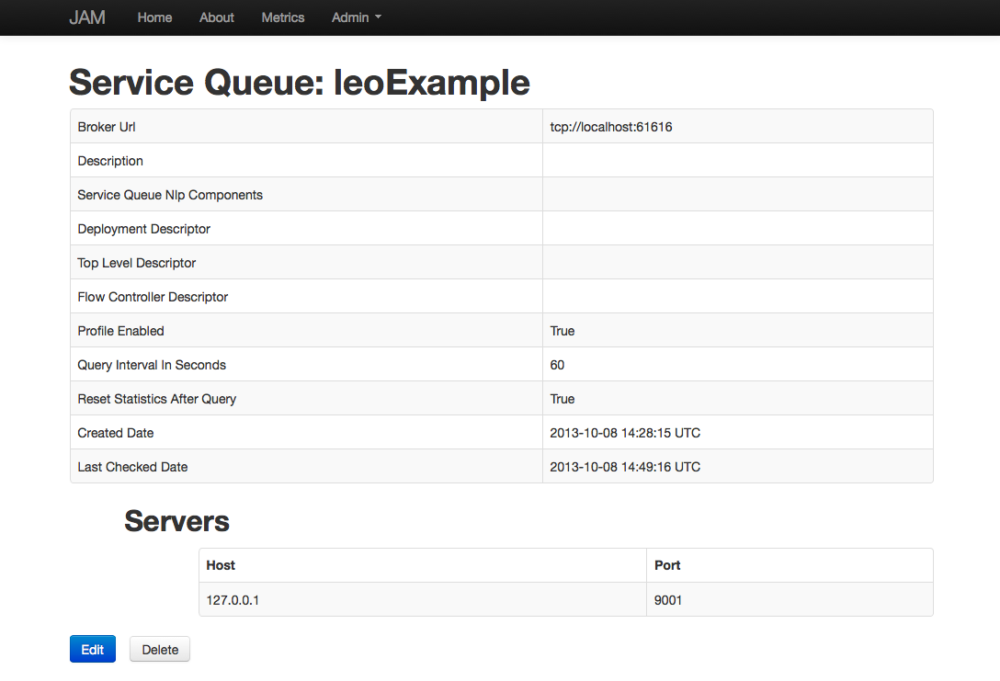 JAM Home About Metrics Admin
Service Queue: leoExample
Broker Url tcp://localhost:61616
Description
Service Queue Nlp Components
Deployment Descriptor
Top Level Descriptor
Flow Controller Descriptor
Profile Enabled True
Query Interval In Seconds 60
Reset Statistics After Query True
Created Date 2013-10-08 14:28:15 UTC
Last Checked Date 2013-10-08 14:49:16 UTC
Servers
Host Port
127.0.0.1 9001
Edit Delete